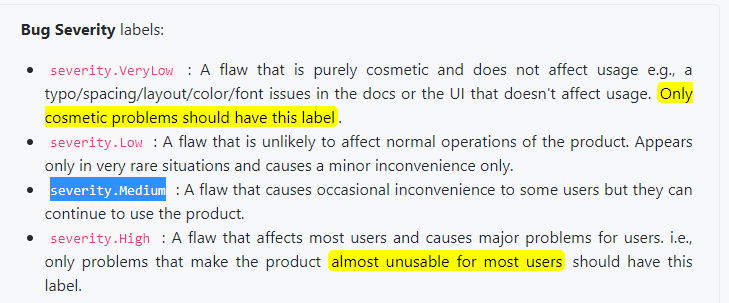 Bug Severity labels:
severity.VeryLow : A flaw that is purely cosmetic and does not affect usage e.g., a
typo/spacing/layout/color/font issues in the docs or the UI that doesn't affect usage. Only
cosmetic problems should have this label.
severity.Low : A flaw that is unlikely to affect normal operations of the product. Appears
only in very rare situations and causes a minor inconvenience only.
severity.Medium : A flaw that causes occasional inconvenience to some users but they can
continue to use the product.
severity.High : A flaw that affects most users and causes major problems for users. i.e.,
only problems that make the product almost unusable for most users should have this
label.